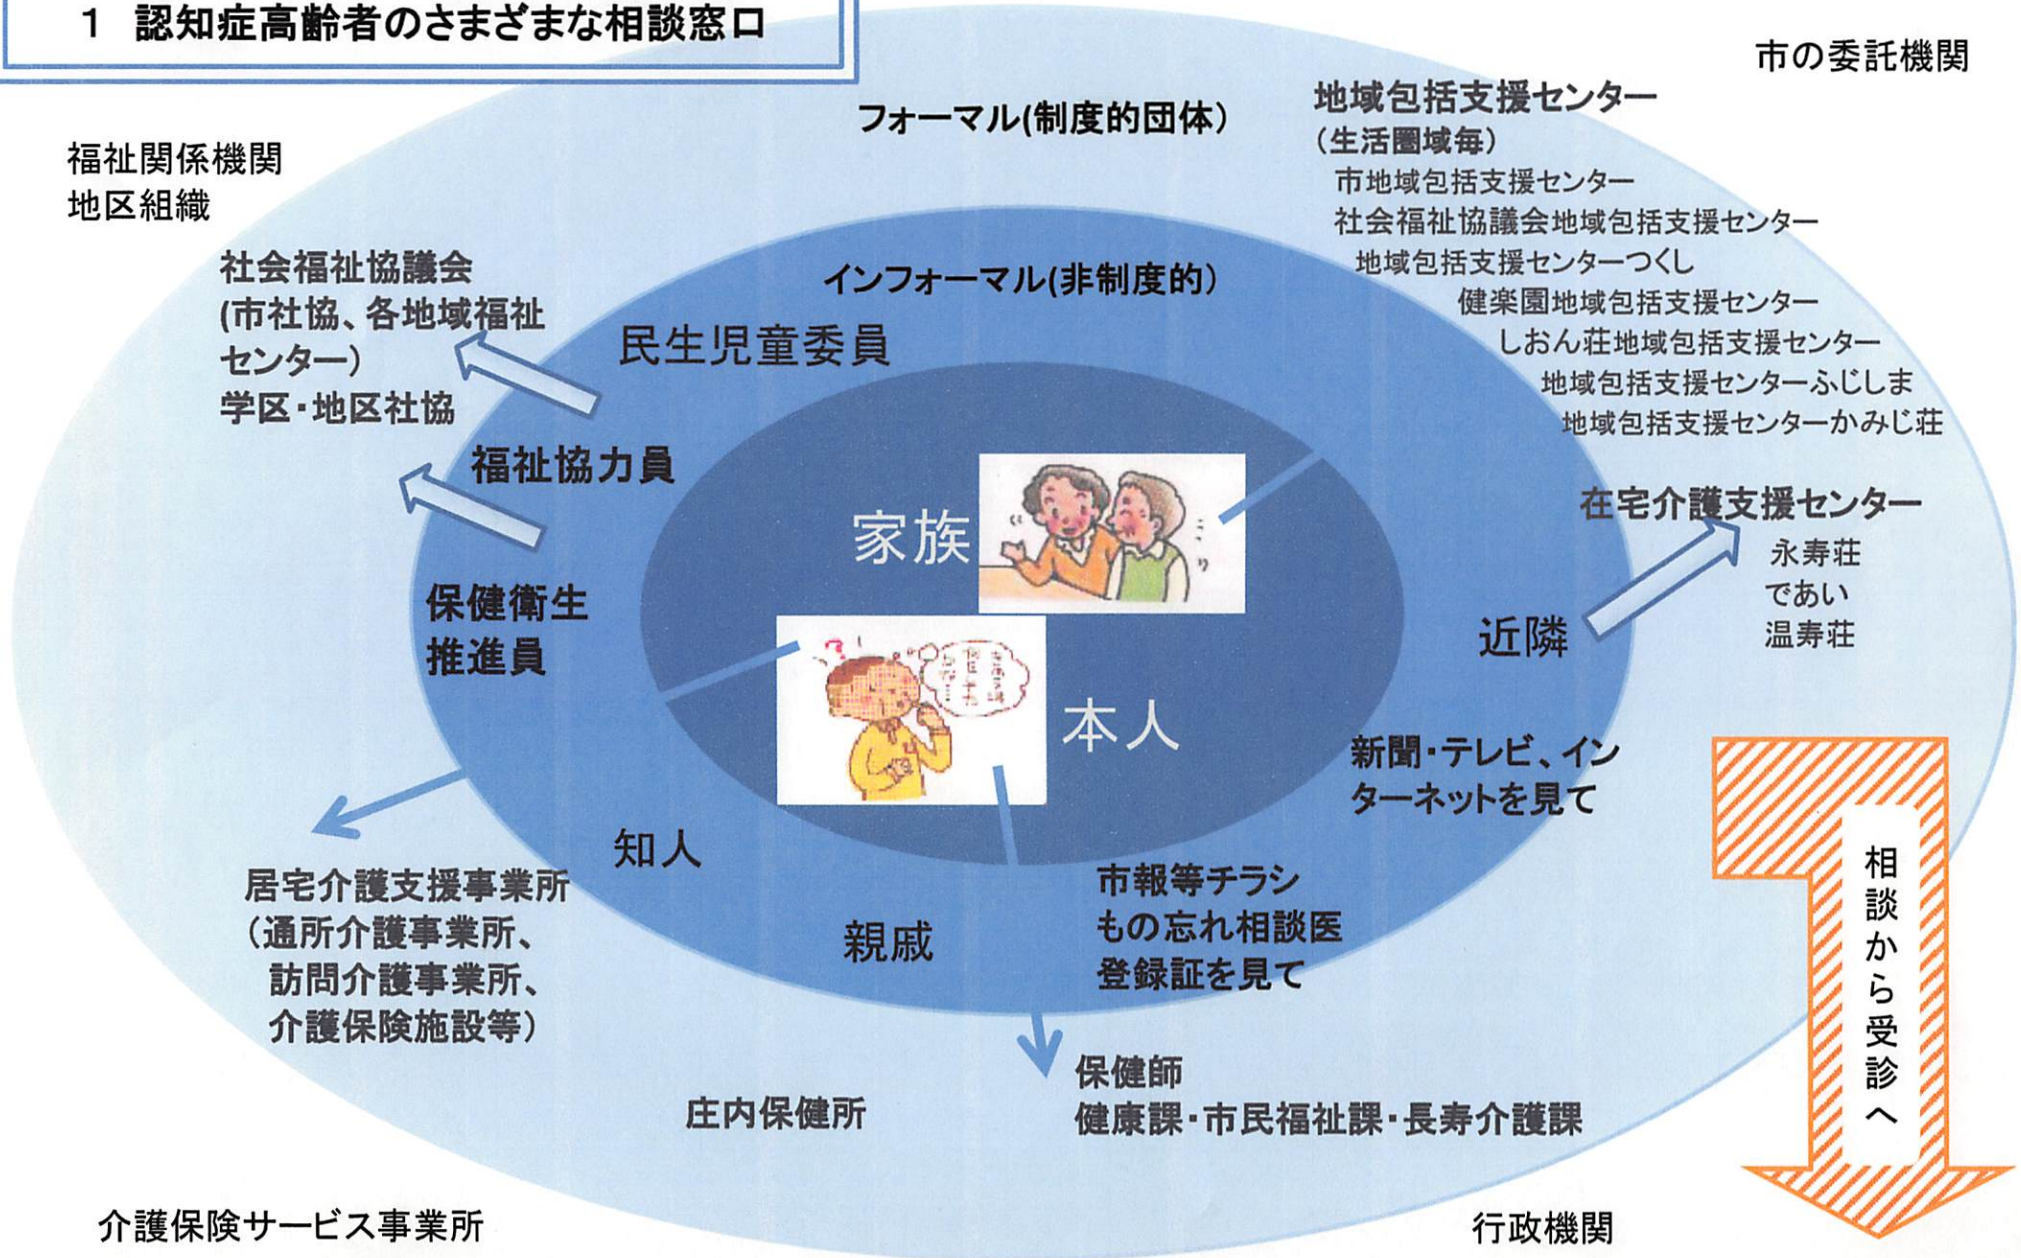 1 認知症高齢者のさまざまな相談窓口
市の委託機関
フォーマル(制度的団体)
地域包括支援センター
(生活圏域毎)
市地域包括支援センター
社会福祉協議会地域包括支援センター
地域包括支援センターつくし
健楽園地域包括支援センター
しおん荘地域包括支援センター
地域包括支援センターふじしま
地域包括支援センターかみじ荘
福祉関係機関
地区組織
社会福祉協議会
(市社協、各地域福祉
センター)
学区・地区社協
インフォーマル(非制度的)
民生児童委員
福祉協力員
保健衛生
推進員
家族
本人
在宅介護支援センター
永寿荘
であい
温寿荘
近隣
新聞・テレビ、イン
ターネットを見て
知人
親戚
市報等チラシ
もの忘れ相談医
登録証を見て
居宅介護支援事業所
(通所介護事業所、
訪問介護事業所、
介護保険施設等)
庄内保健所
保健師
健康課・市民福祉課・長寿介護課
相談から受診へ
介護保険サービス事業所
行政機関